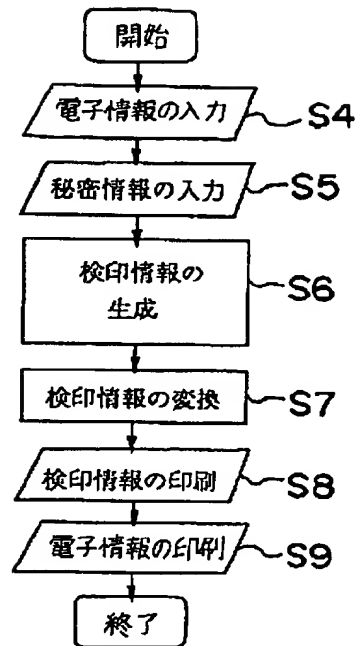 開始
電子情報の入力 S4
秘密情報の入力 S5
検印情報の
生成
S6
検印情報の変換 S7
検印情報の印刷 S8
電子情報の印刷 S9
終了